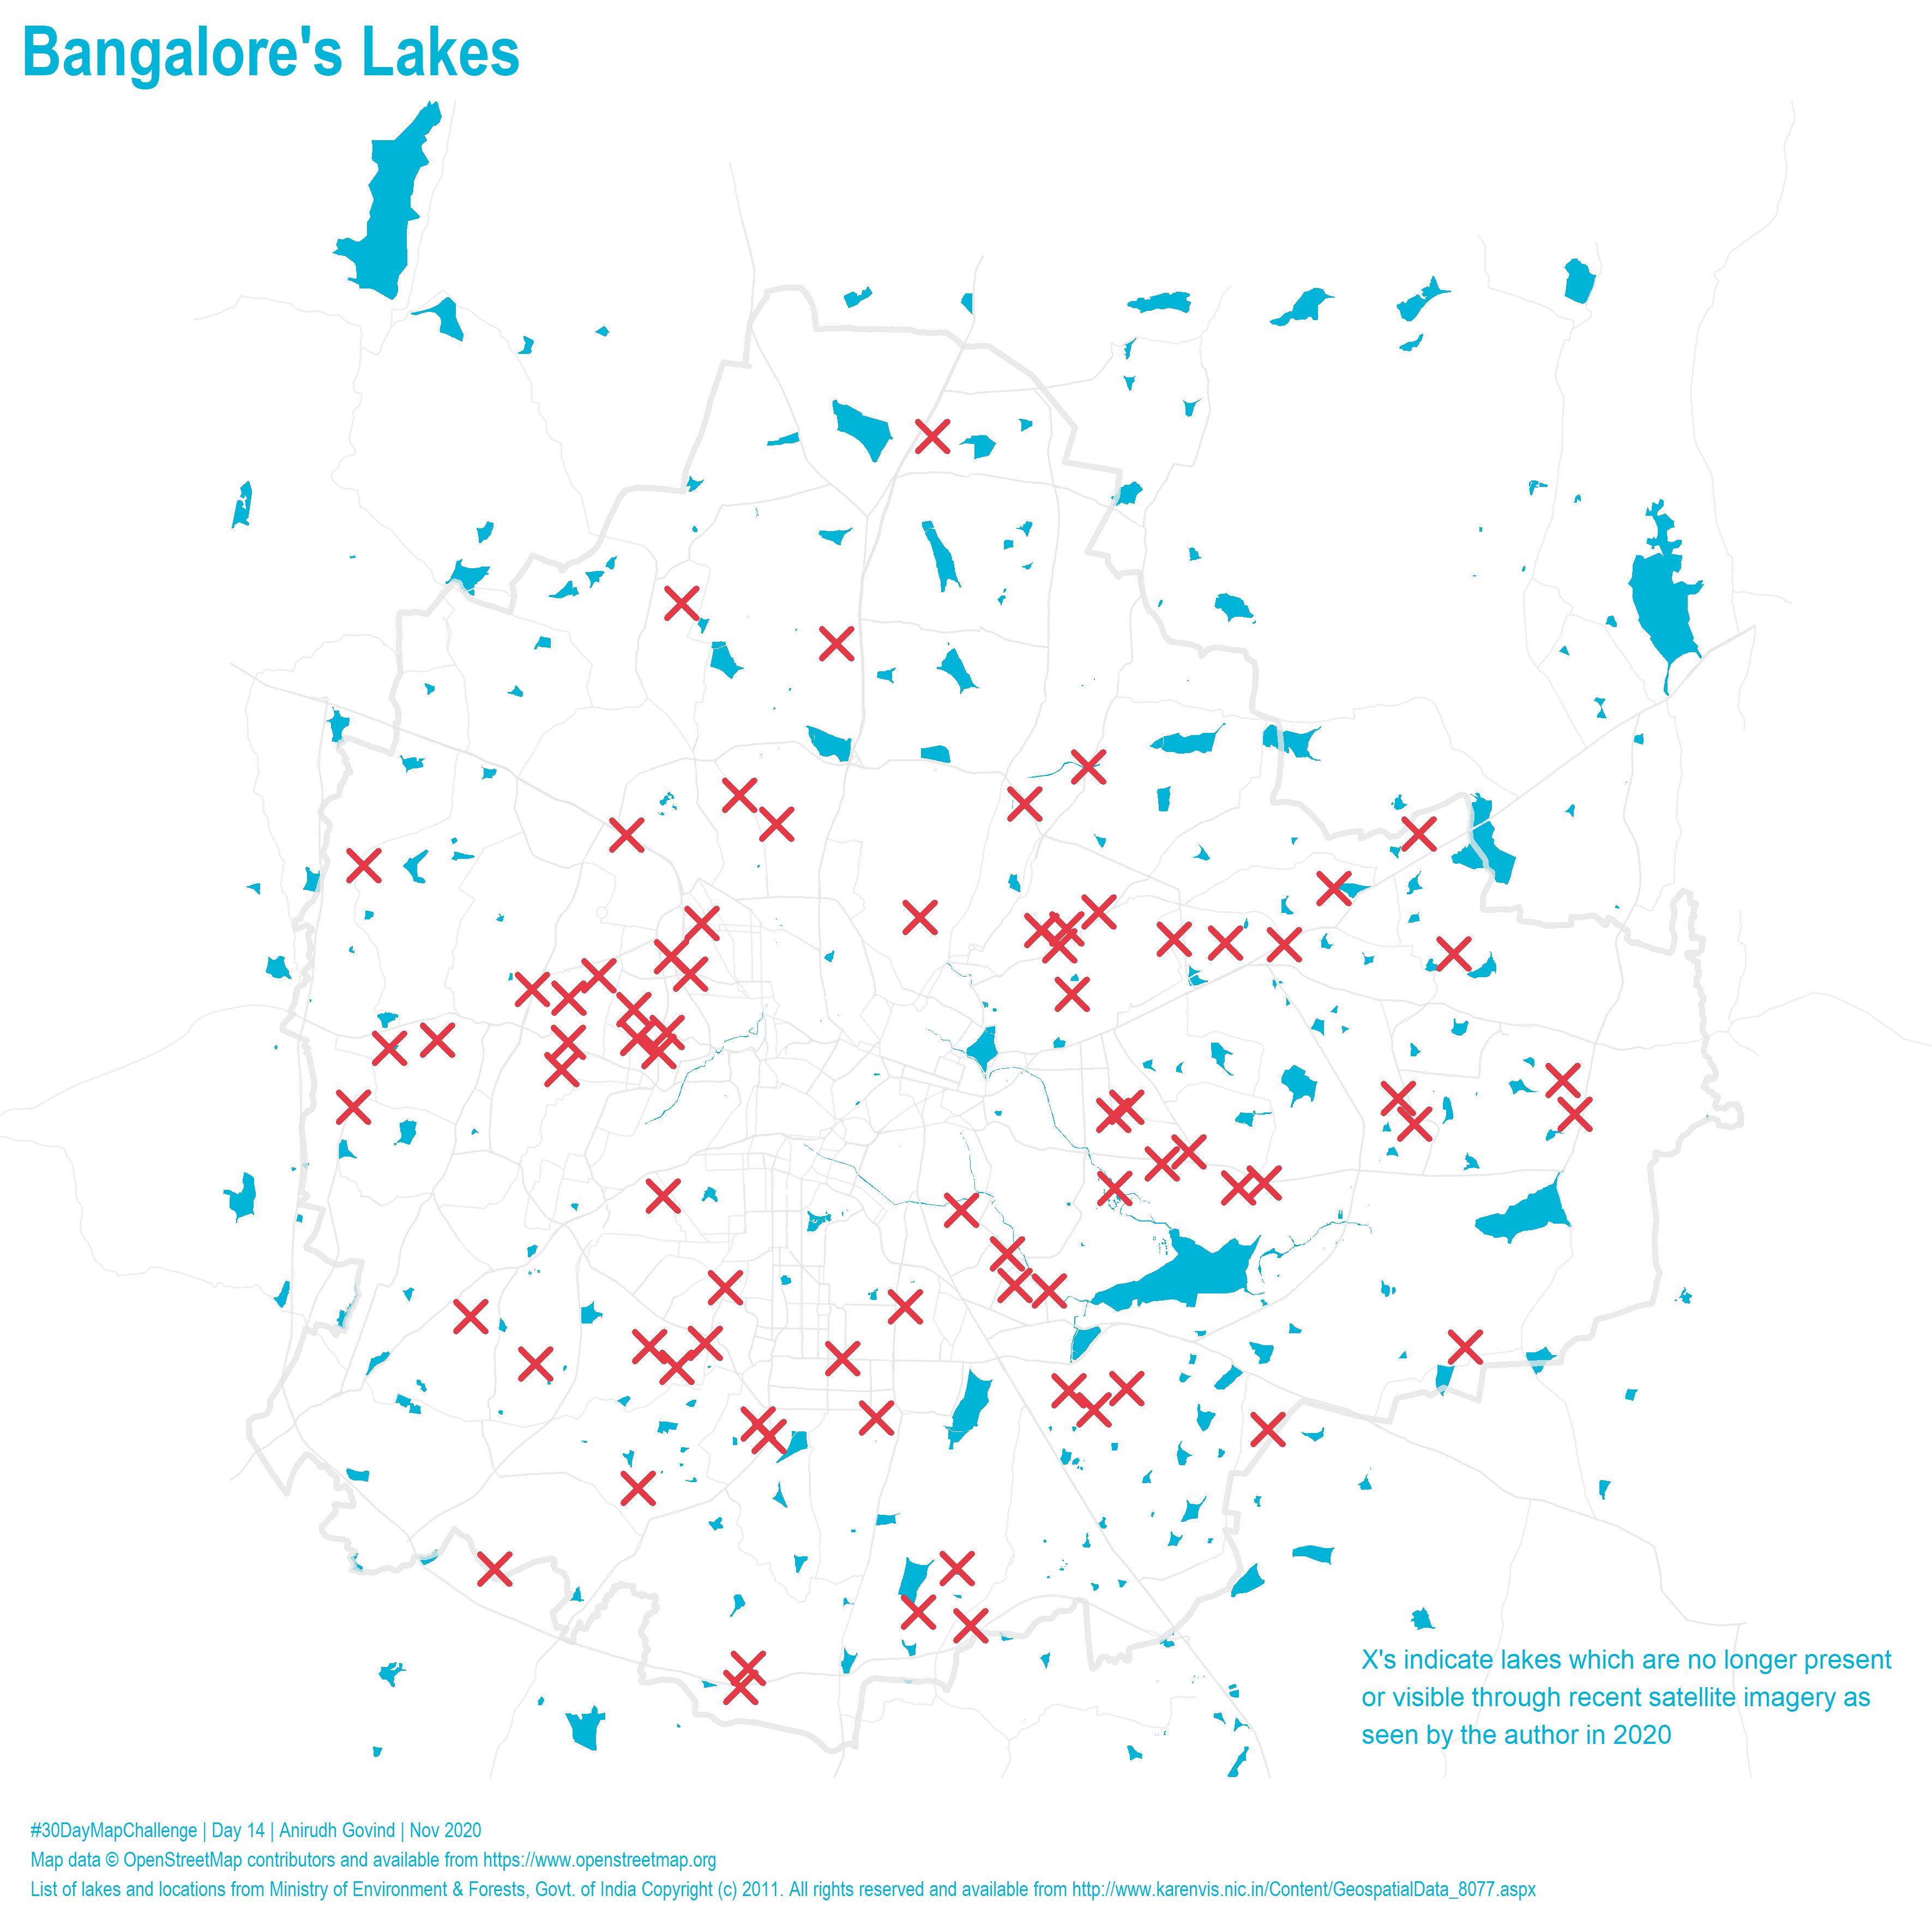 Bangalore's Lakes
X's indicate lakes which are no longer present
or visible through recent satellite imagery as
seen by the author in 2020
#30DayMapChallenge | Day 14 | Anirudh Govind | Nov 2020
Map data © OpenStreetMap contributors and available from https://www.openstreetmap.org
List of lakes and locations from Ministry of Environment & Forests, Govt. of India Copyright (c) 2011. All rights reserved and available from http://www.karenvis.nic.in/Content/GeospatialData_8077.aspx